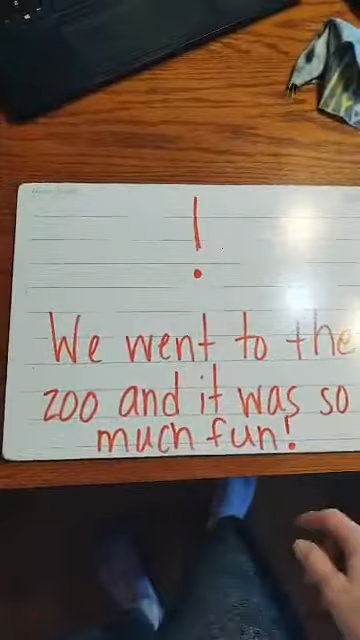 !
We went to the
zoo and it was so
much fun!